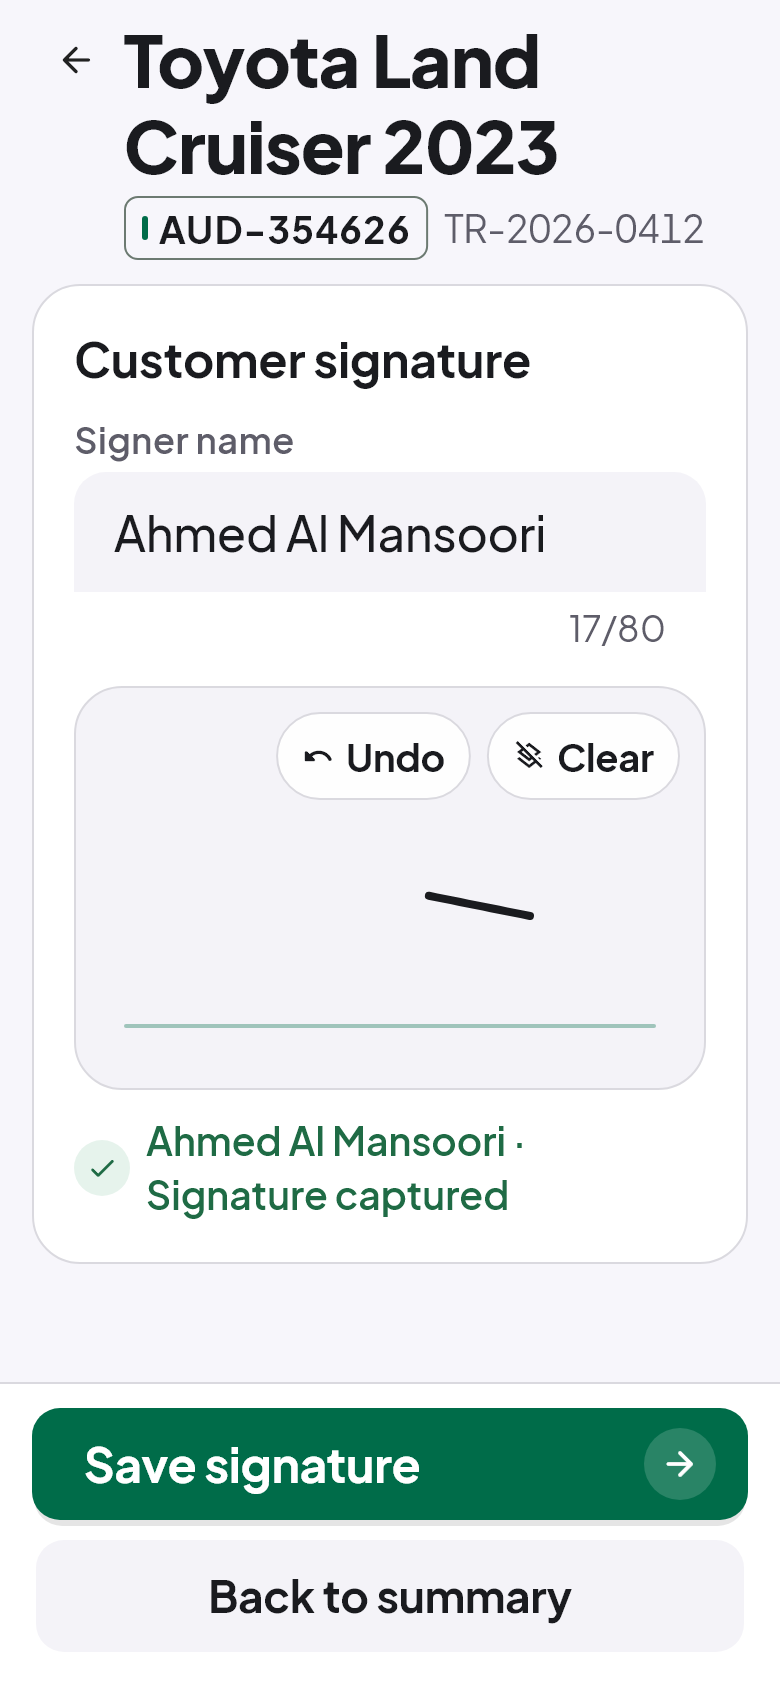 Toyota Land
Cruiser 2023
AUD-354626 TR-2026-0412
Customer signature
Signer name
Ahmed Al Mansoori
17/80
Undo Clear
Ahmed Al Mansoori ·
Signature captured
Save signature
Back to summary